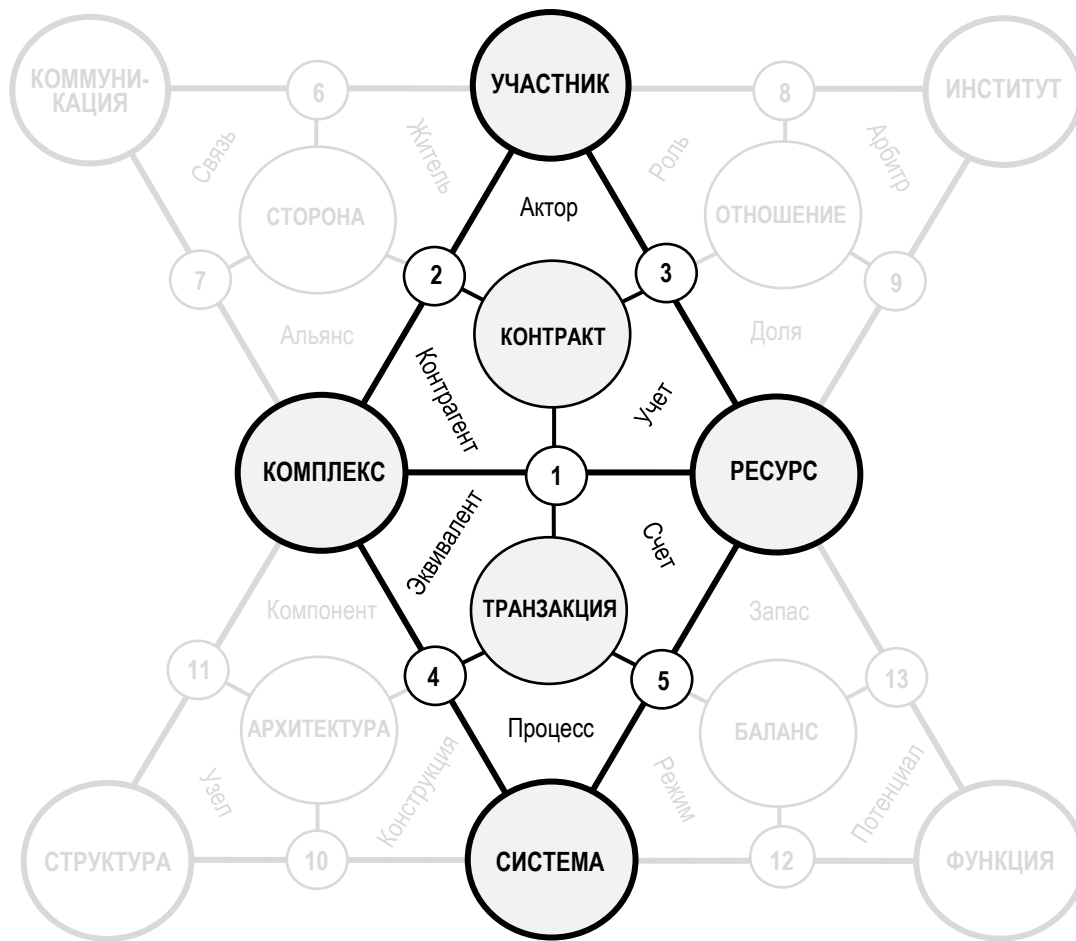 КОММУНИ-
КАЦИЯ
6
УЧАСТНИК
8
ИНСТИТУТ
Связь
Житель
Роль
Арбитр
СТОРОНА
Актор
ОТНОШЕНИЕ
7
2
3
9
Альянс
КОНТРАКТ
Доля
Контрагент
Учет
КОМПЛЕКС
1
РЕСУРС
Эквивалент
Счет
Компонент
ТРАНЗАКЦИЯ
Запас
11
4
5
13
АРХИТЕКТУРА
Процесс
БАЛАНС
Узел
Конструкция
Режим
Потенциал
СТРУКТУРА
10
СИСТЕМА
12
ФУНКЦИЯ